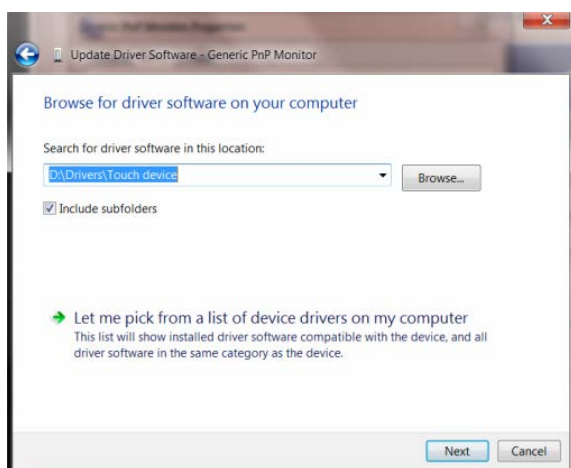 Update Driver Software - Generic PnP Monitor
Browse for driver software on your computer
Search for driver software in this location:
D:\Drivers\Touch device
Browse...
Include subfolders
Let me pick from a list of device drivers on my computer
This list will show installed driver software compatible with the device, and all
driver software in the same category as the device.
Next
Cancel